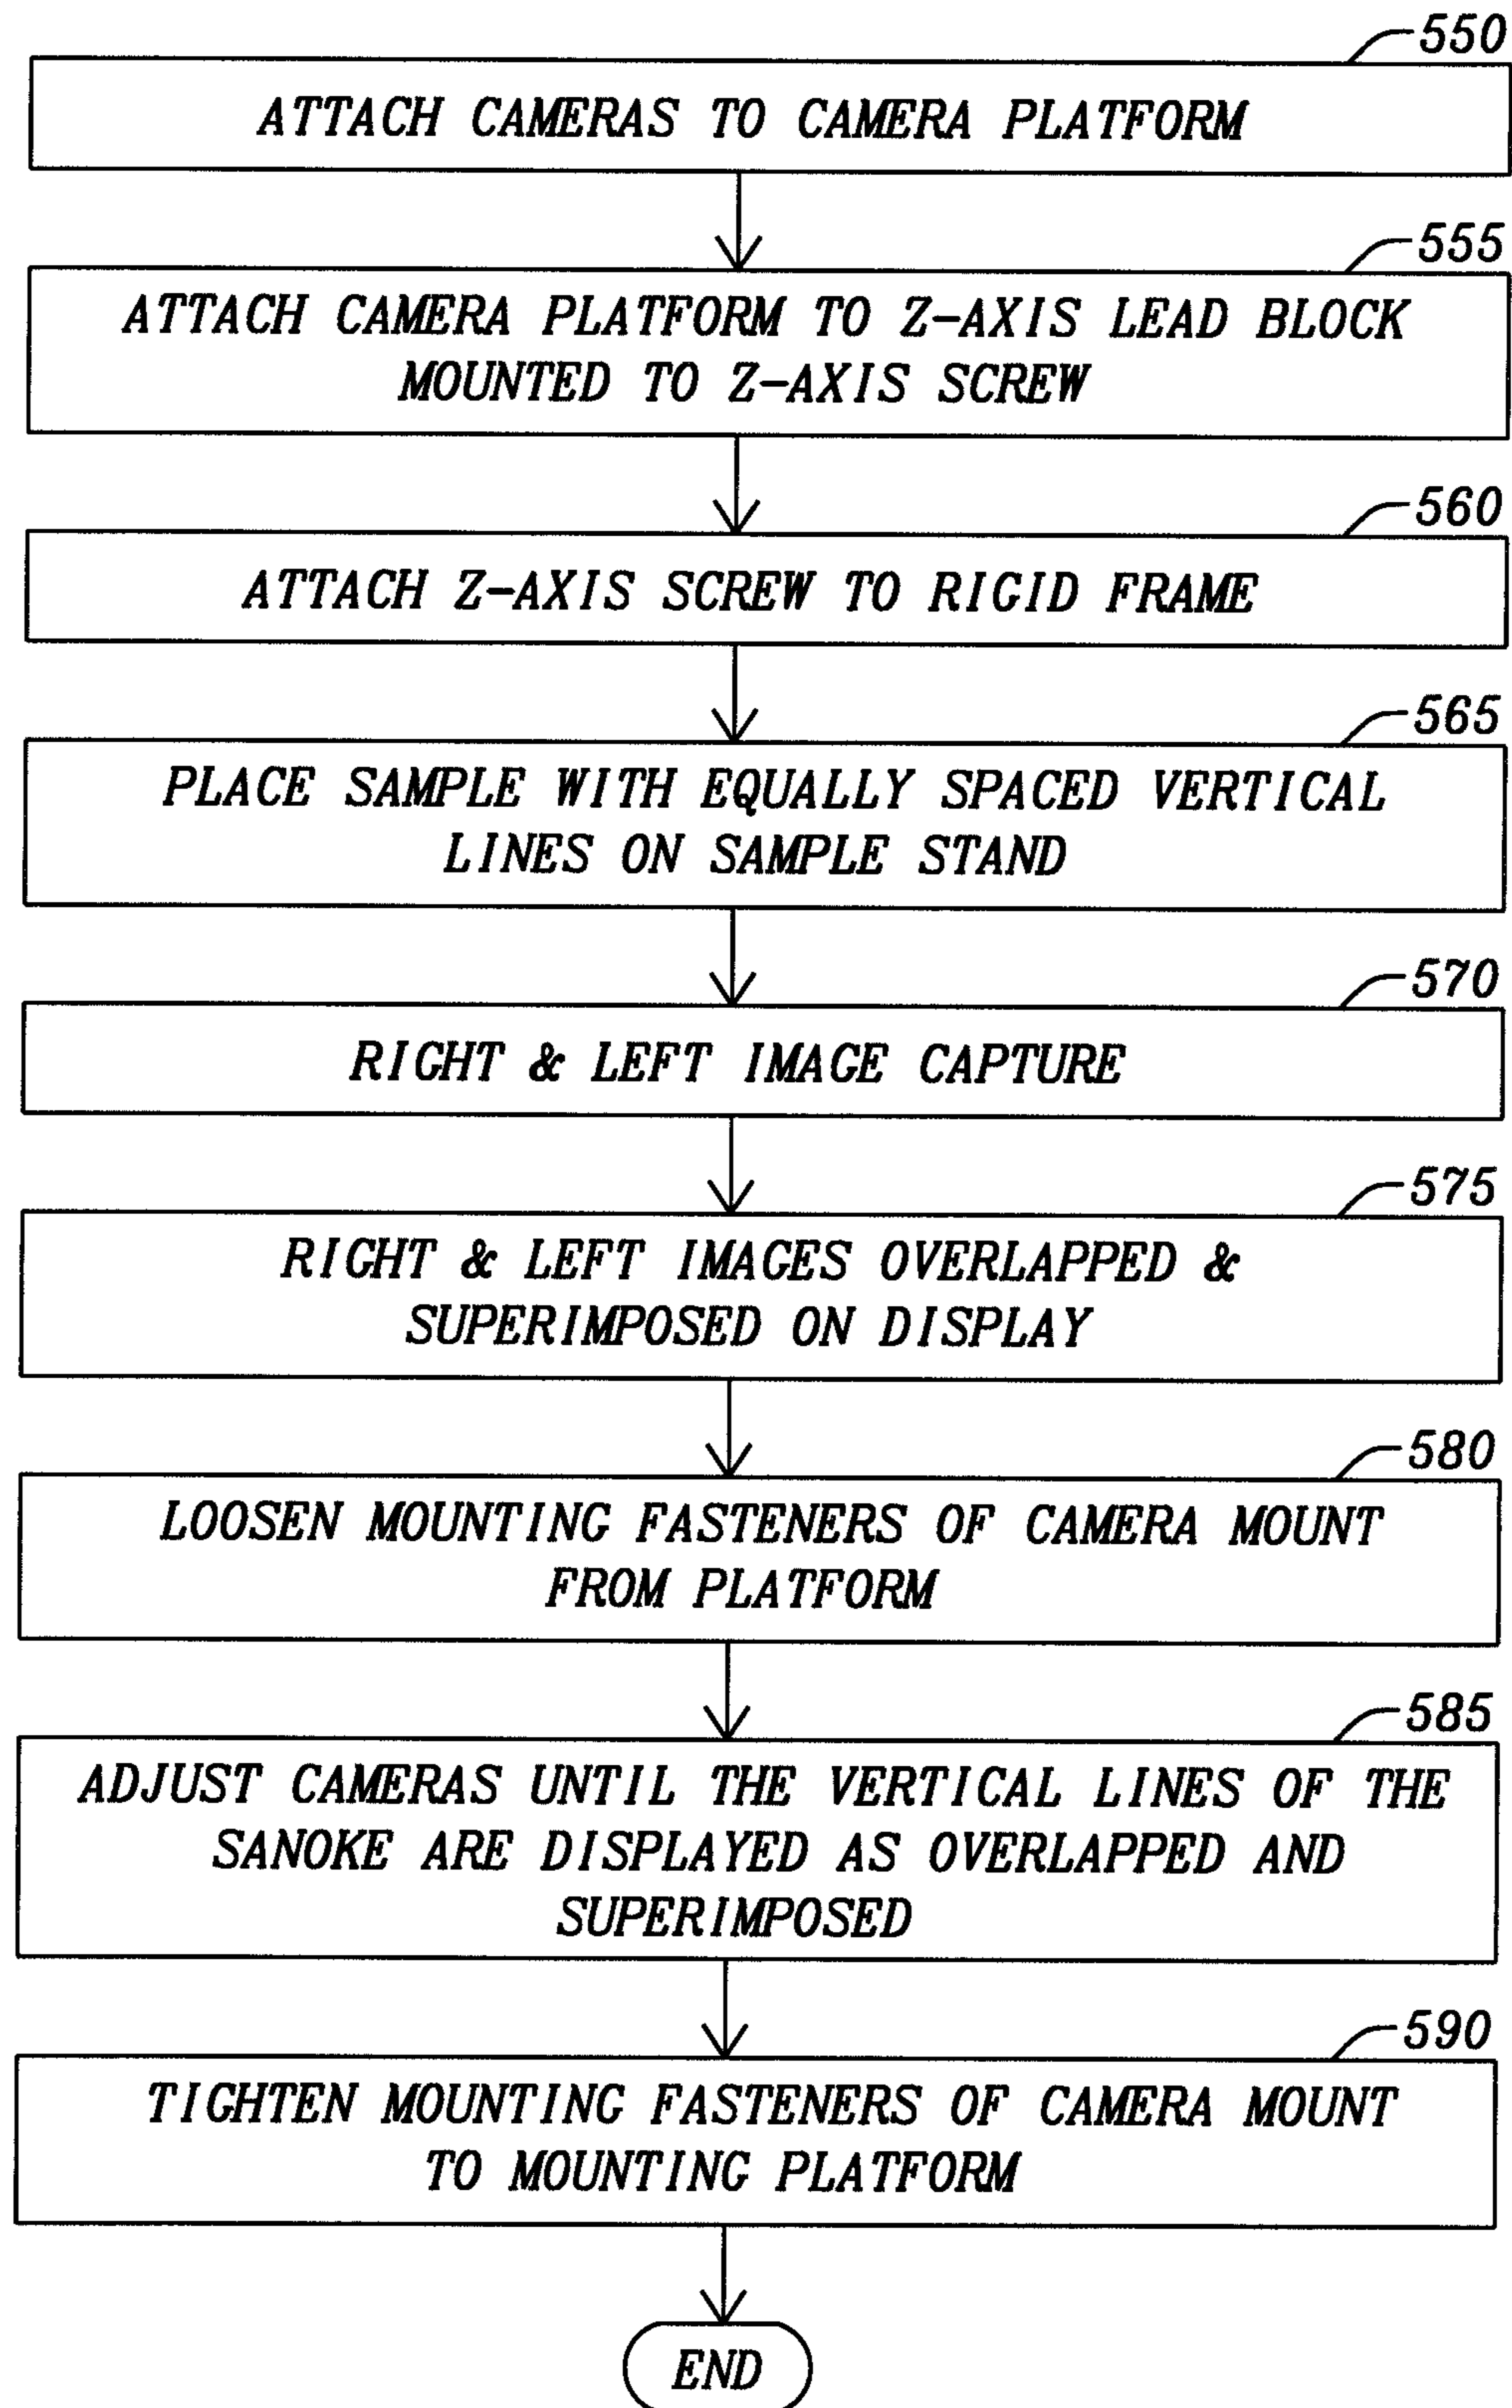 550
ATTACH CAMERAS TO CAMERA PLATFORM
555
ATTACH CAMERA PLATFORM TO Z-AXIS LEAD BLOCK
MOUNTED TO Z-AXIS SCREW
560
ATTACH Z-AXIS SCREW TO RIGID FRAME
565
PLACE SAMPLE WITH EQUALLY SPACED VERTICAL
LINES ON SAMPLE STAND
570
RIGHT & LEFT IMAGE CAPTURE
575
RIGHT & LEFT IMAGES OVERLAPPED &
SUPERIMPOSED ON DISPLAY
580
LOOSEN MOUNTING FASTENERS OF CAMERA MOUNT
FROM PLATFORM
585
ADJUST CAMERAS UNTIL THE VERTICAL LINES OF THE
SANOKE ARE DISPLAYED AS OVERLAPPED AND
SUPERIMPOSED
590
TIGHTEN MOUNTING FASTENERS OF CAMERA MOUNT
TO MOUNTING PLATFORM
END